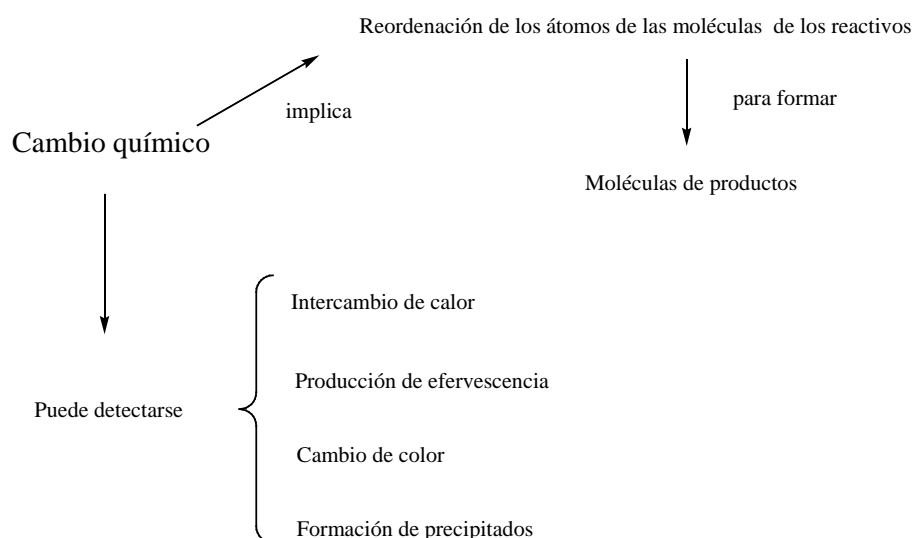 Reordenación de los átomos de las moléculas de los reactivos
implica
para formar
Cambio químico
Moléculas de productos
Intercambio de calor
Producción de efervescencia
Puede detectarse
Cambio de color
Formación de precipitados